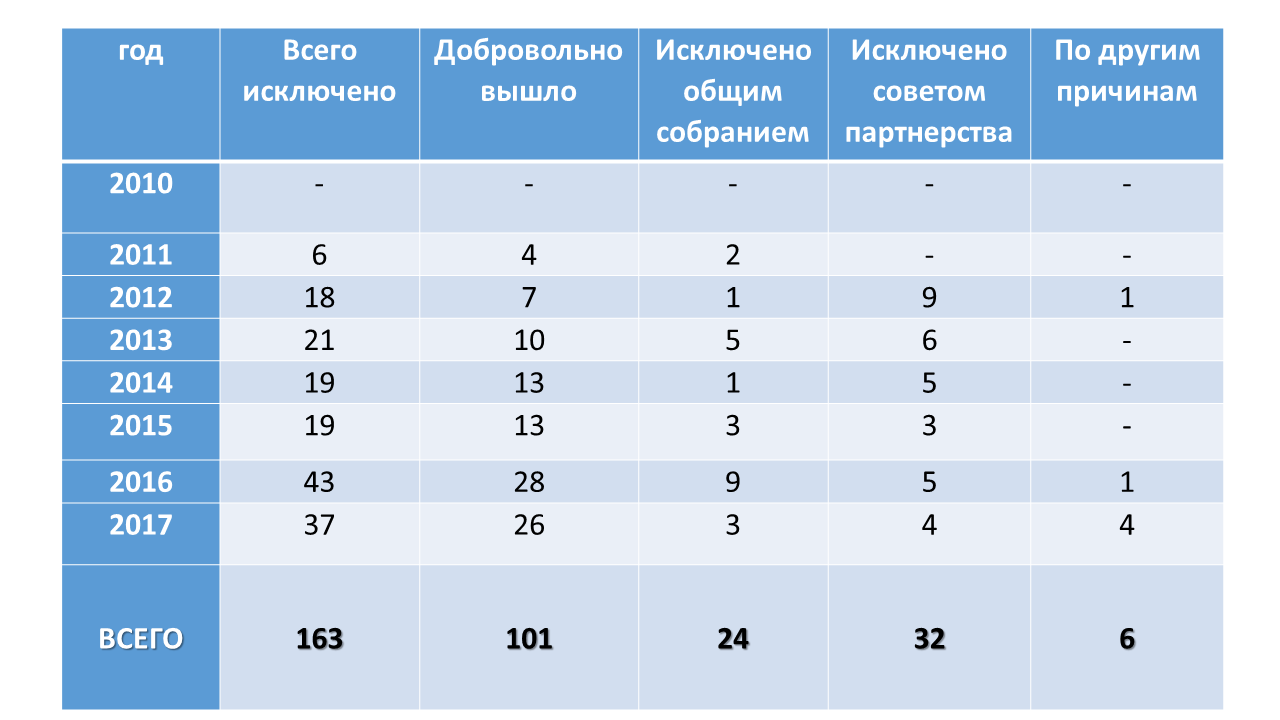 год Всего исключено Добровольно вышло Исключено общим собранием Исключено советом партнерства По другим причинам
2010 - - - - -
2011 6 4 2 - -
2012 18 7 1 9 1
2013 21 10 5 6 -
2014 19 13 1 5 -
2015 19 13 3 3 -
2016 43 28 9 5 1
2017 37 26 3 4 4
ВСЕГО 163 101 24 32 6